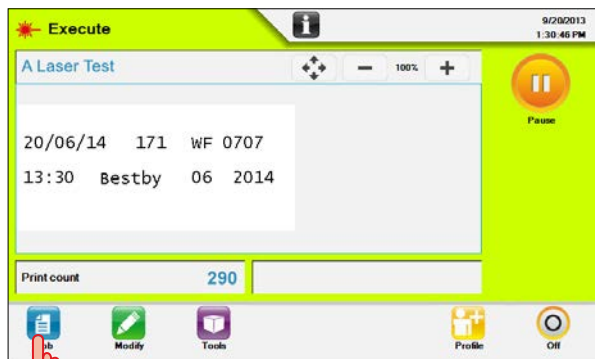 Execute
9/20/2013
1:30:46 PM
A Laser Test
100%
20/06/14 171 WF 0707
13:30 Bestby 06 2014
Pause
Print count 290
Modify
Tools
Profile
Off